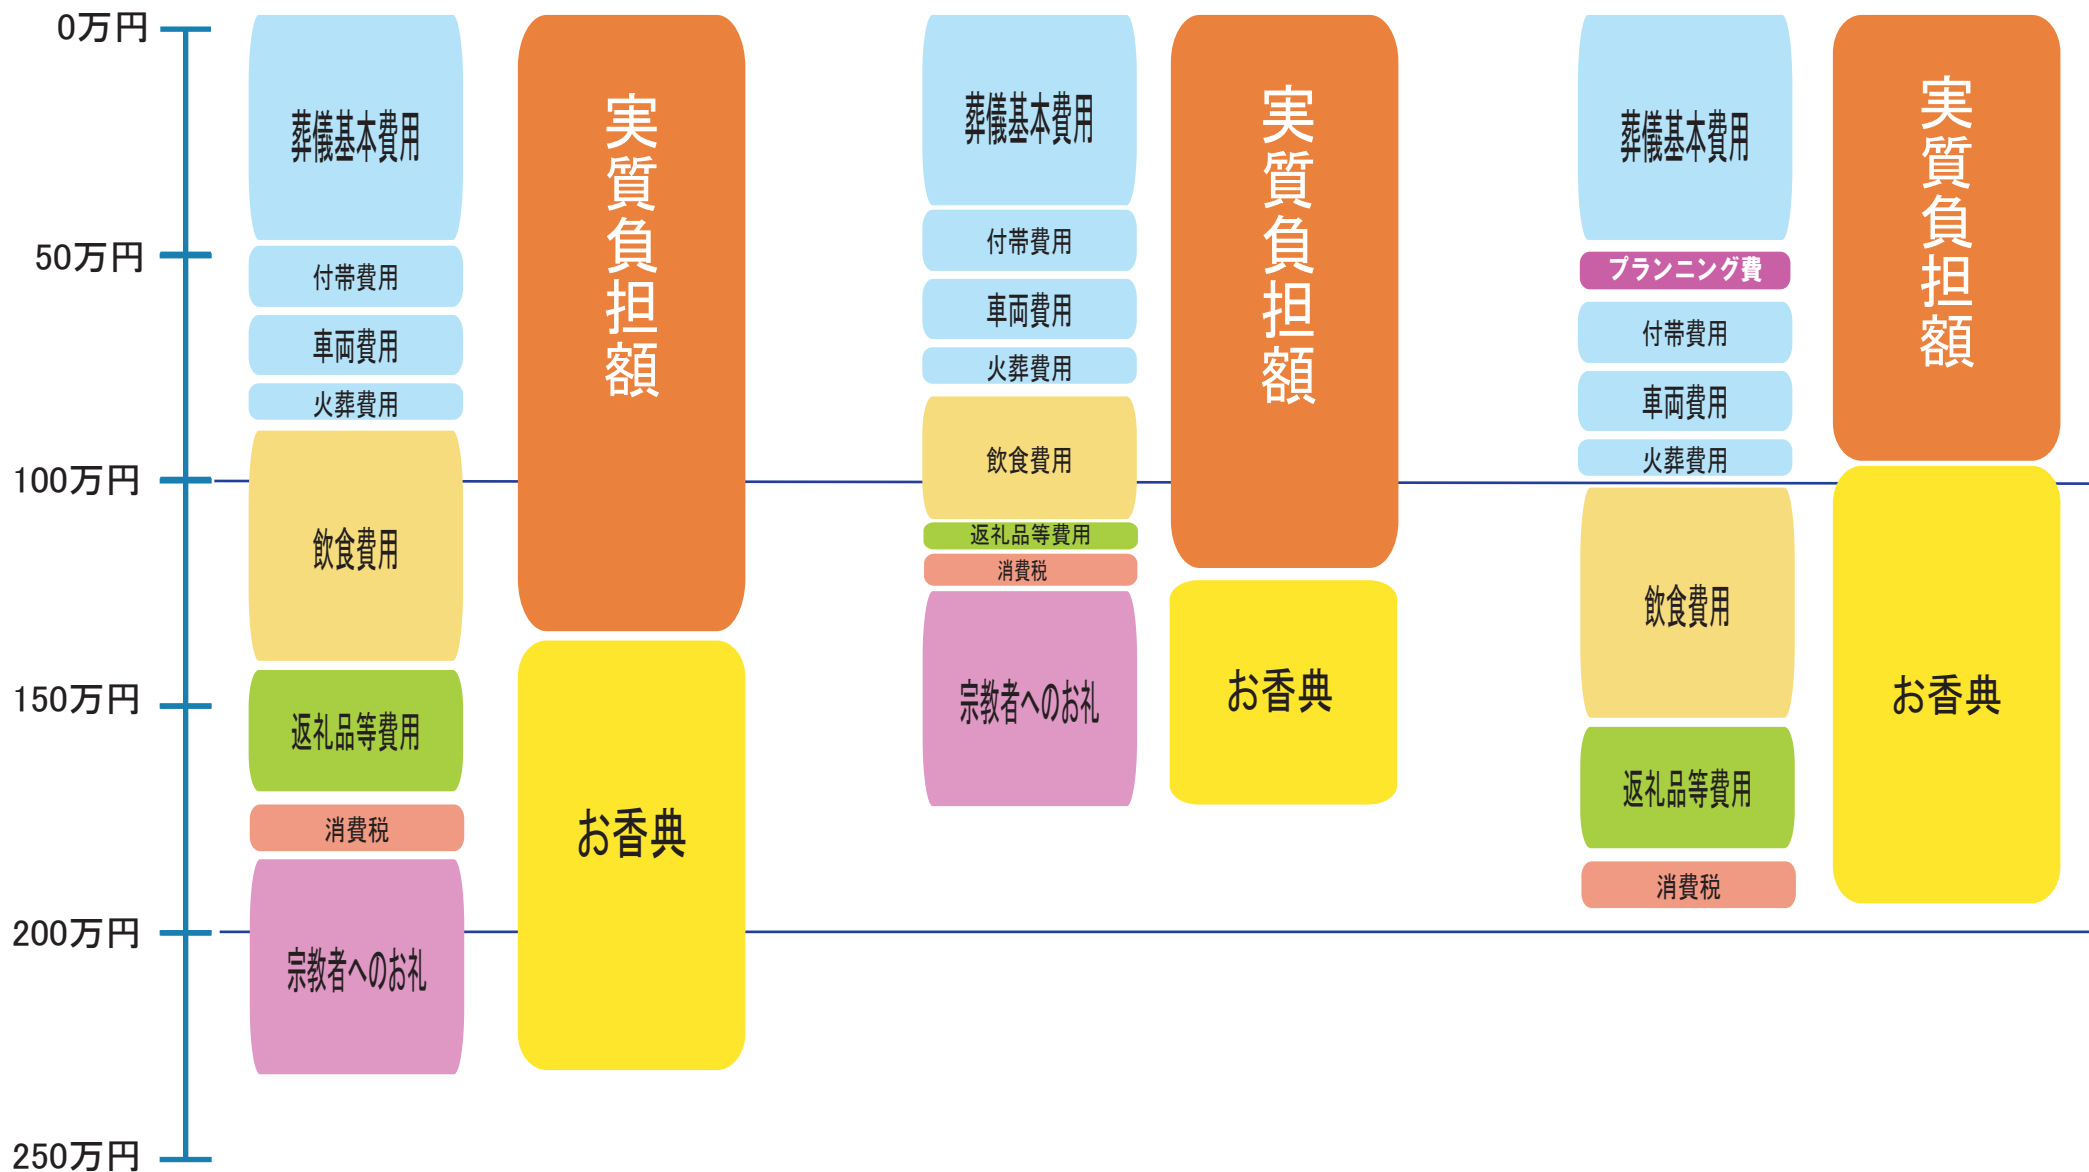 0万円
50万円
100万円
150万円
200万円
250万円
葬儀基本費用
付帯費用
車両費用
火葬費用
飲食費用
返礼品等費用
消費税
宗教者へのお礼
実質負担額
お香典
葬儀基本費用
付帯費用
車両費用
火葬費用
飲食費用
返礼品等費用
消費税
宗教者へのお礼
実質負担額
お香典
葬儀基本費用
プランニング費
付帯費用
車両費用
火葬費用
飲食費用
返礼品等費用
消費税
実質負担額
お香典